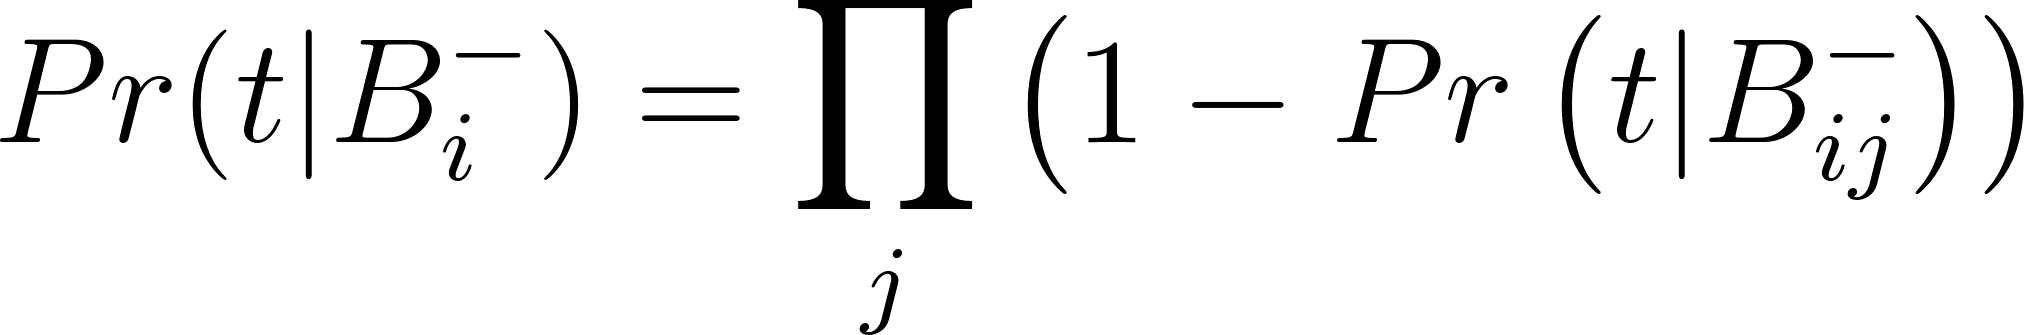 Pr(t|B_i^-) = \prod_j (1 - Pr(t|B_{ij}^-))